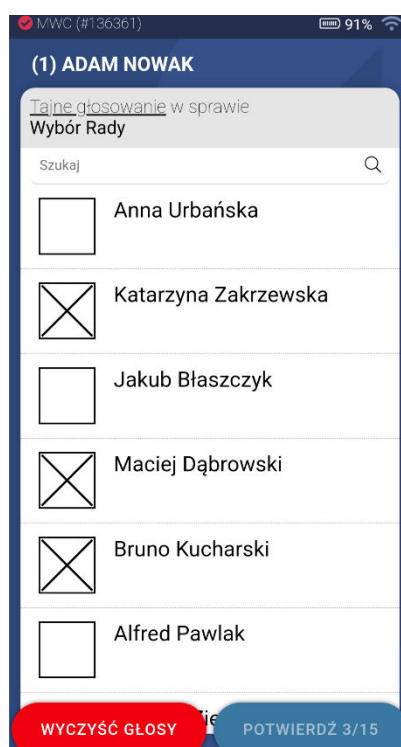 MWC (#136361) 91%
(1) ADAM NOWAK
Tajne głosowanie w sprawie
Wybór Rady
Szukaj
Anna Urbańska
Katarzyna Zakrzewska
Jakub Błaszczyk
Maciej Dąbrowski
Bruno Kucharski
Alfred Pawlak
WYCZYŚĆ GŁOSY POTWIERDŹ 3/15